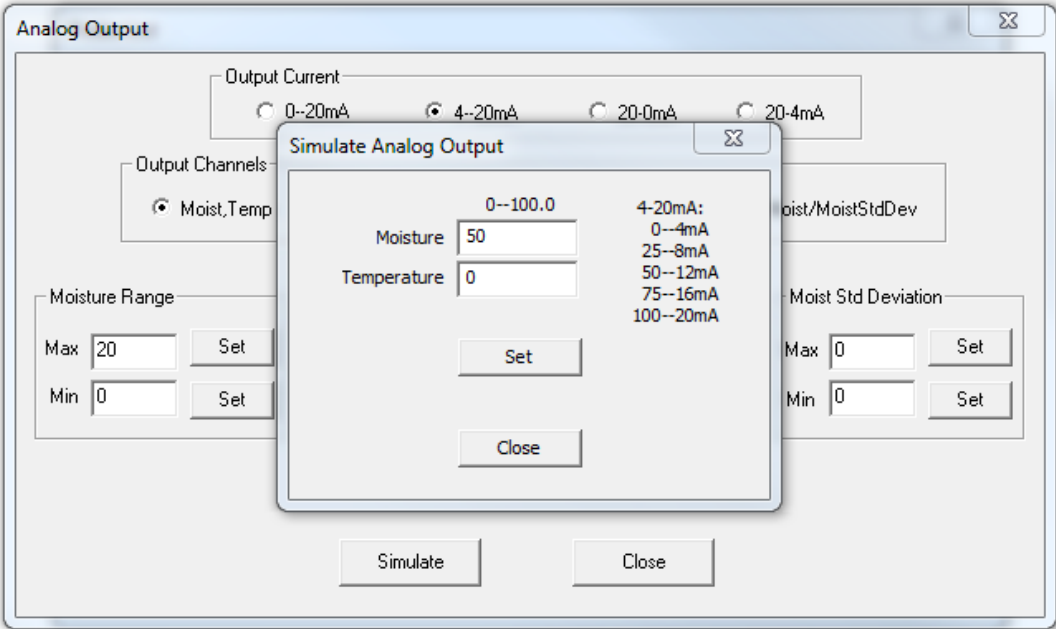 Analog Output
Output Current
0--20mA 4--20mA 20-0mA 20-4mA
Simulate Analog Output
Output Channels
Moist,Temp oist/MoistStdDev
0--100.0
Moisture 50
Temperature 0
4-20mA:
0--4mA
25--8mA
50--12mA
75--16mA
100--20mA
Set
Close
Moisture Range
Max 20 Set
Min 0 Set
Moist Std Deviation
Max 0 Set
Min 0 Set
Simulate Close